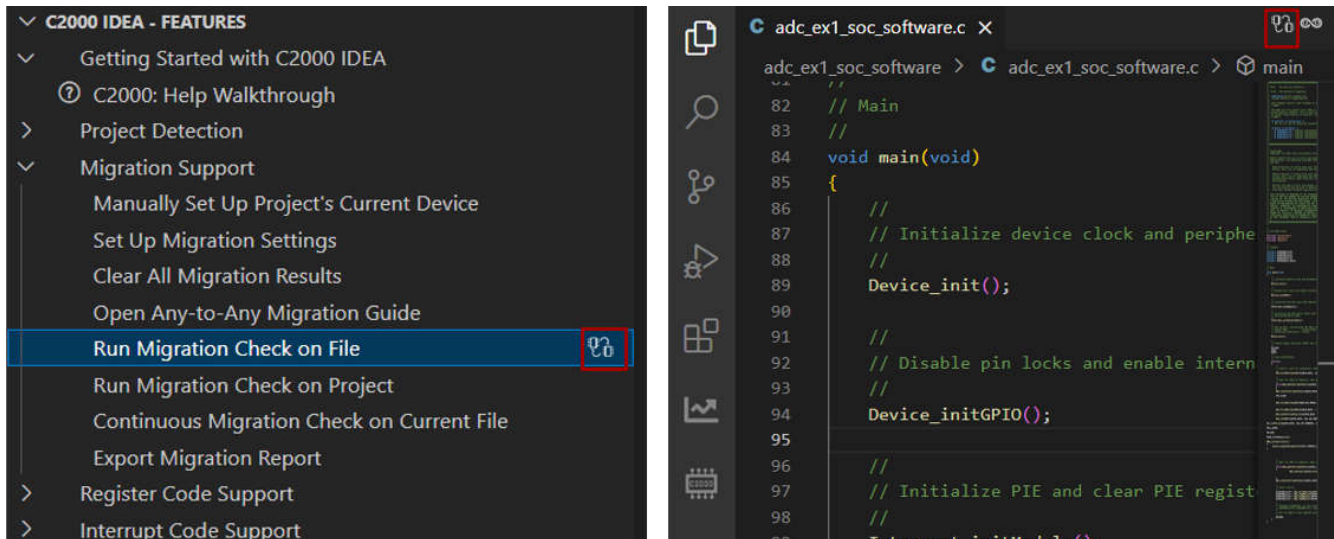 C2000 IDEA - FEATURES
Getting Started with C2000 IDEA
C2000: Help Walkthrough
Project Detection
Migration Support
Manually Set Up Project's Current Device
Set Up Migration Settings
Clear All Migration Results
Open Any-to-Any Migration Guide
Run Migration Check on File
Run Migration Check on Project
Continuous Migration Check on Current File
Export Migration Report
Register Code Support
Interrupt Code Support
C adc_ex1_soc_software.c
adc_ex1_soc_software > C adc_ex1_soc_software.c > main
81 //
82 // Main
83 //
84 void main(void)
85 {
86 //
87 // Initialize device clock and periphe
88 //
89 Device_init();
90
91 //
92 // Disable pin locks and enable intern
93 //
94 Device_initGPIO();
95
96 //
97 // Initialize PIE and clear PIE regist
98 //
C2000